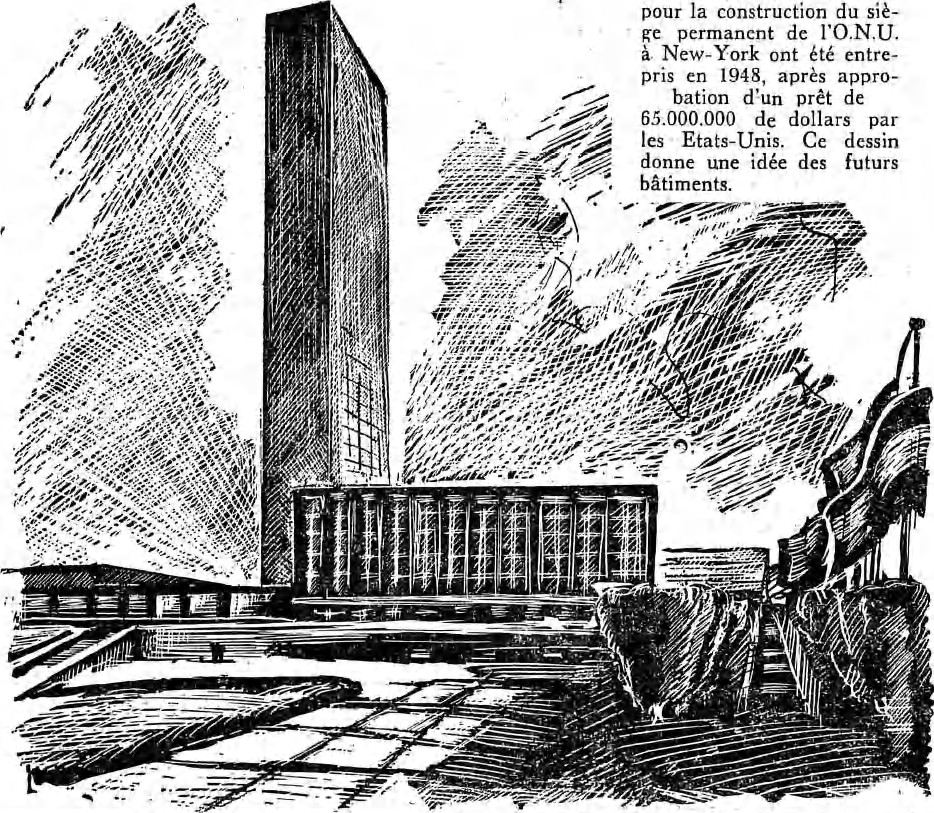 pour la construction du siè-
ge permanent de l'O.N.U.
à New-York ont été entre-
pris en 1948, après appro-
bation d'un prêt de
65.000.000 de dollars par
les Etats-Unis. Ce dessin
donne une idée des futurs
bâtiments.